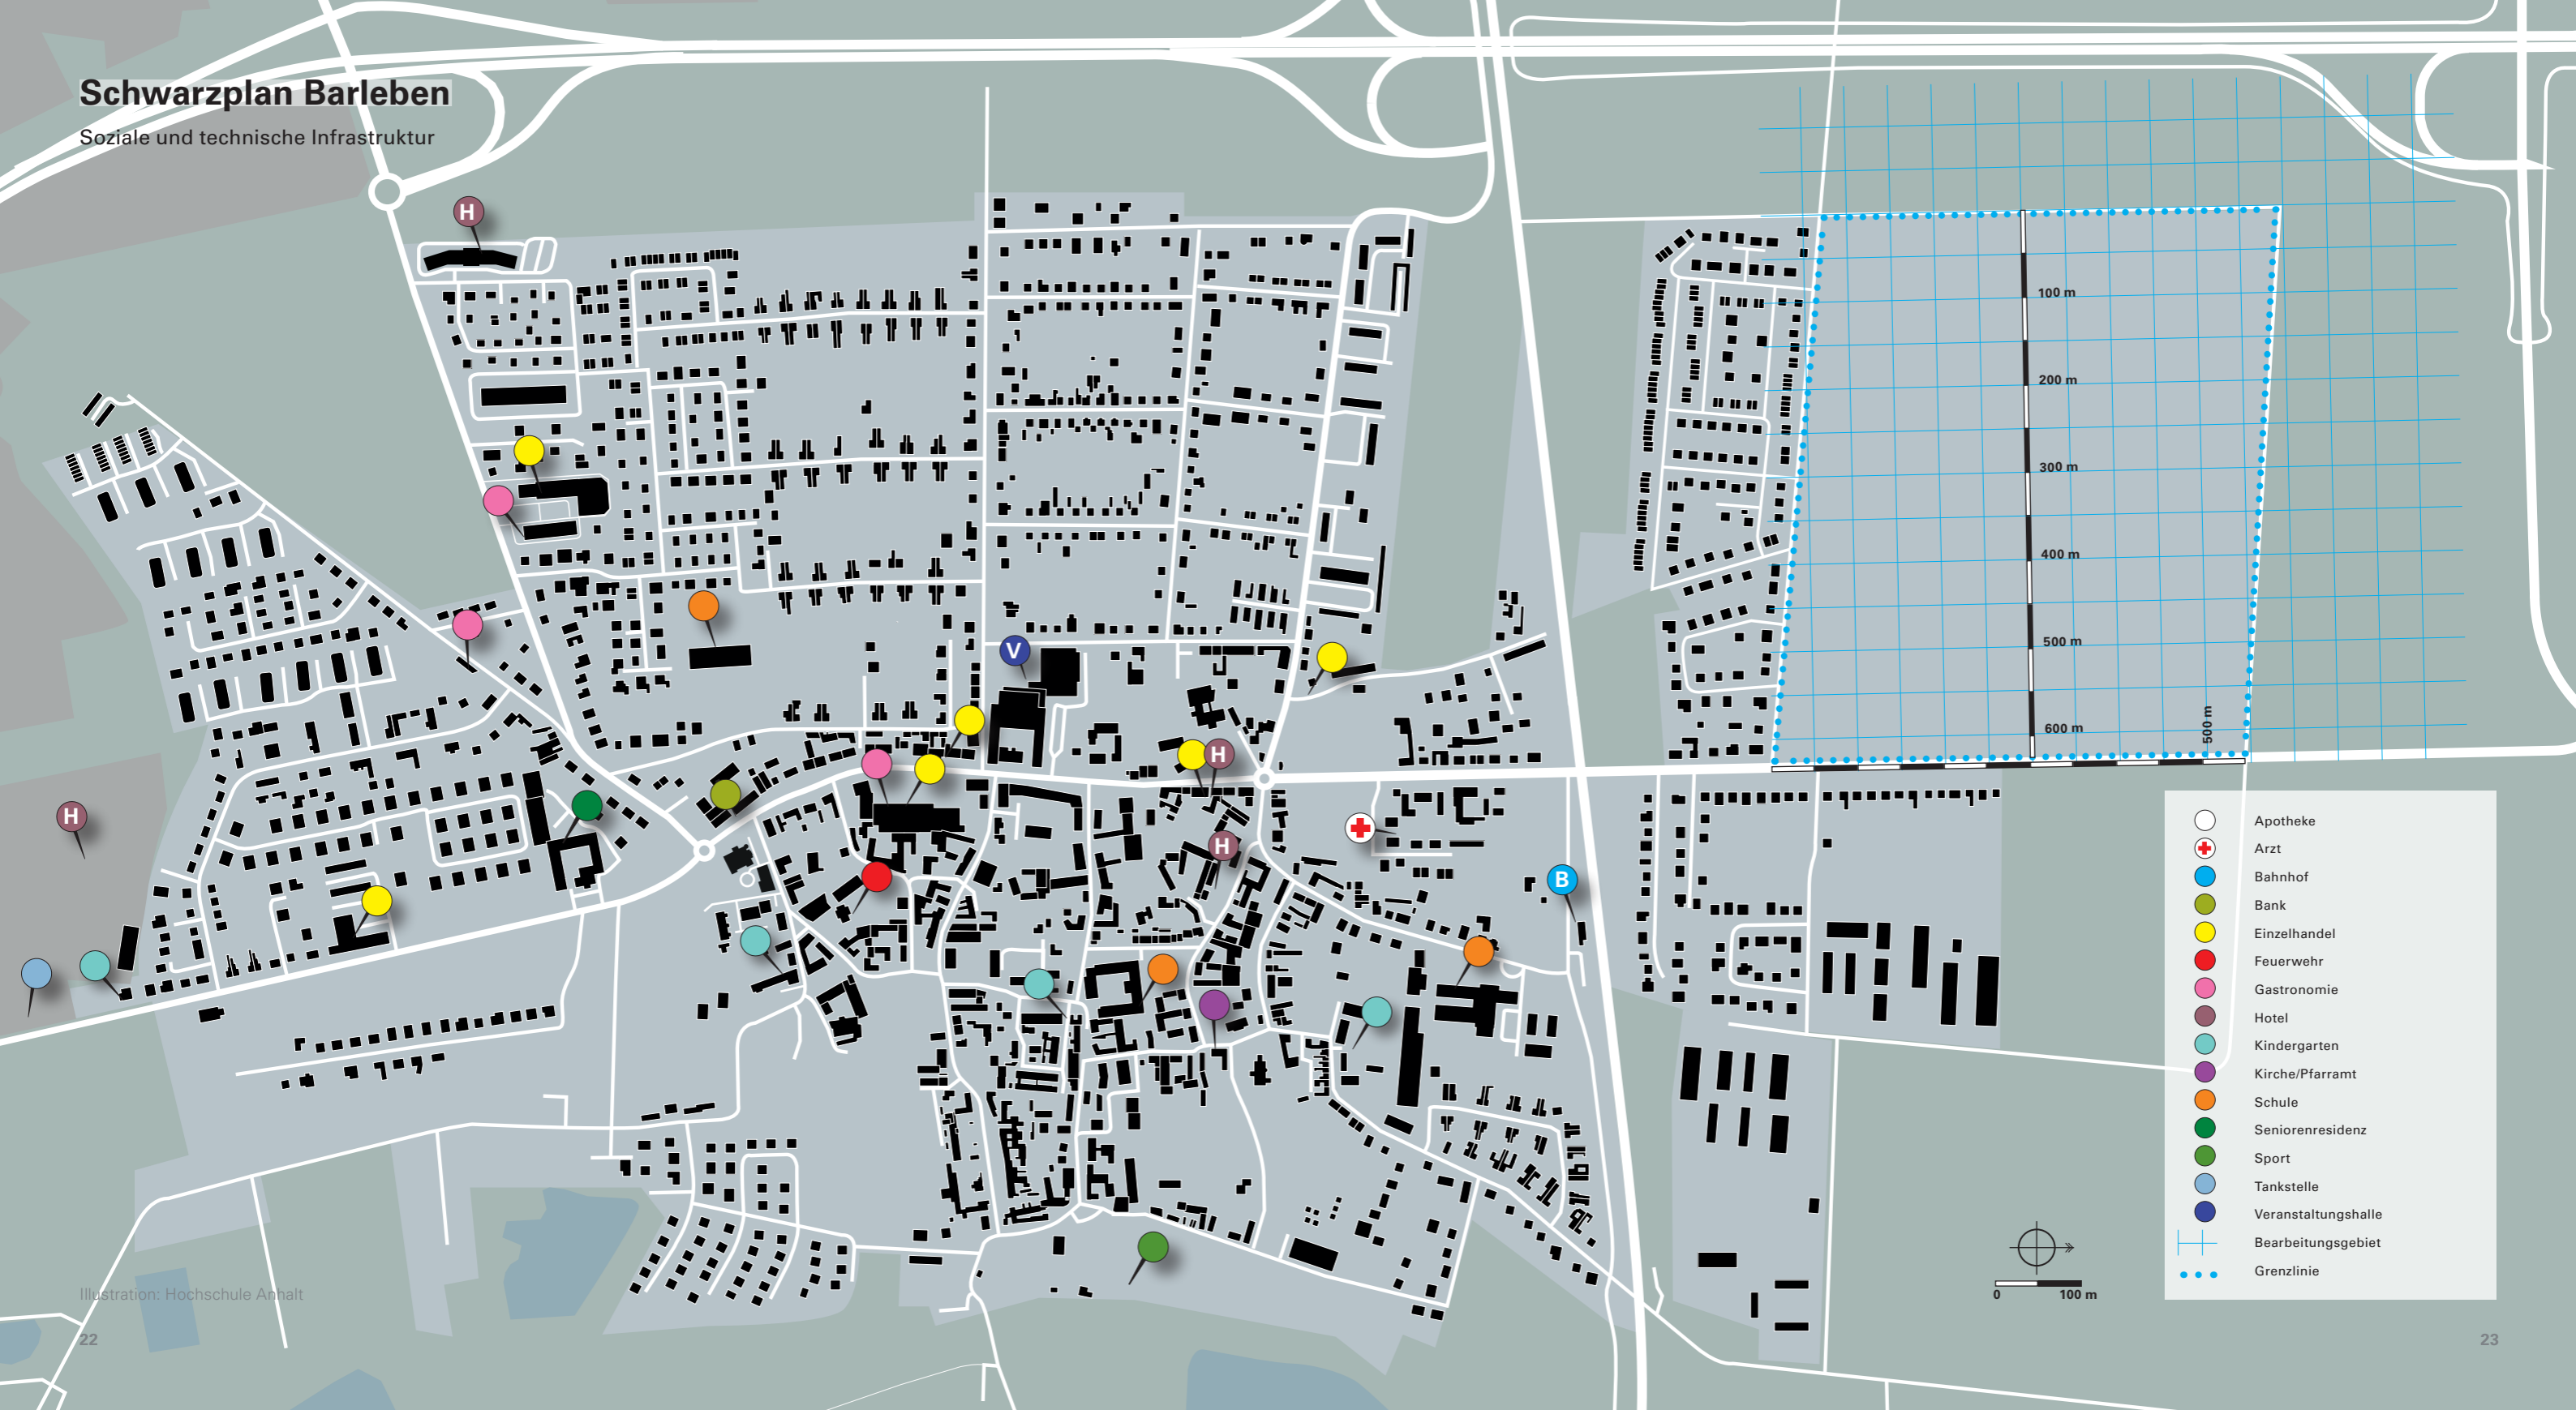 Schwarzplan Barleben
Soziale und technische Infrastruktur
H
100 m
200 m
300 m
400 m
500 m
600 m
500 m
V
H
H
H
B
Apotheke
Arzt
Bahnhof
Bank
Einzelhandel
Feuerwehr
Gastronomie
Hotel
Kindergarten
Kirche/Pfarramt
Schule
Seniorenresidenz
Sport
Tankstelle
Veranstaltungshalle
Bearbeitungsgebiet
Grenzlinie
0 100 m
Illustration: Hochschule Anhalt
22
23